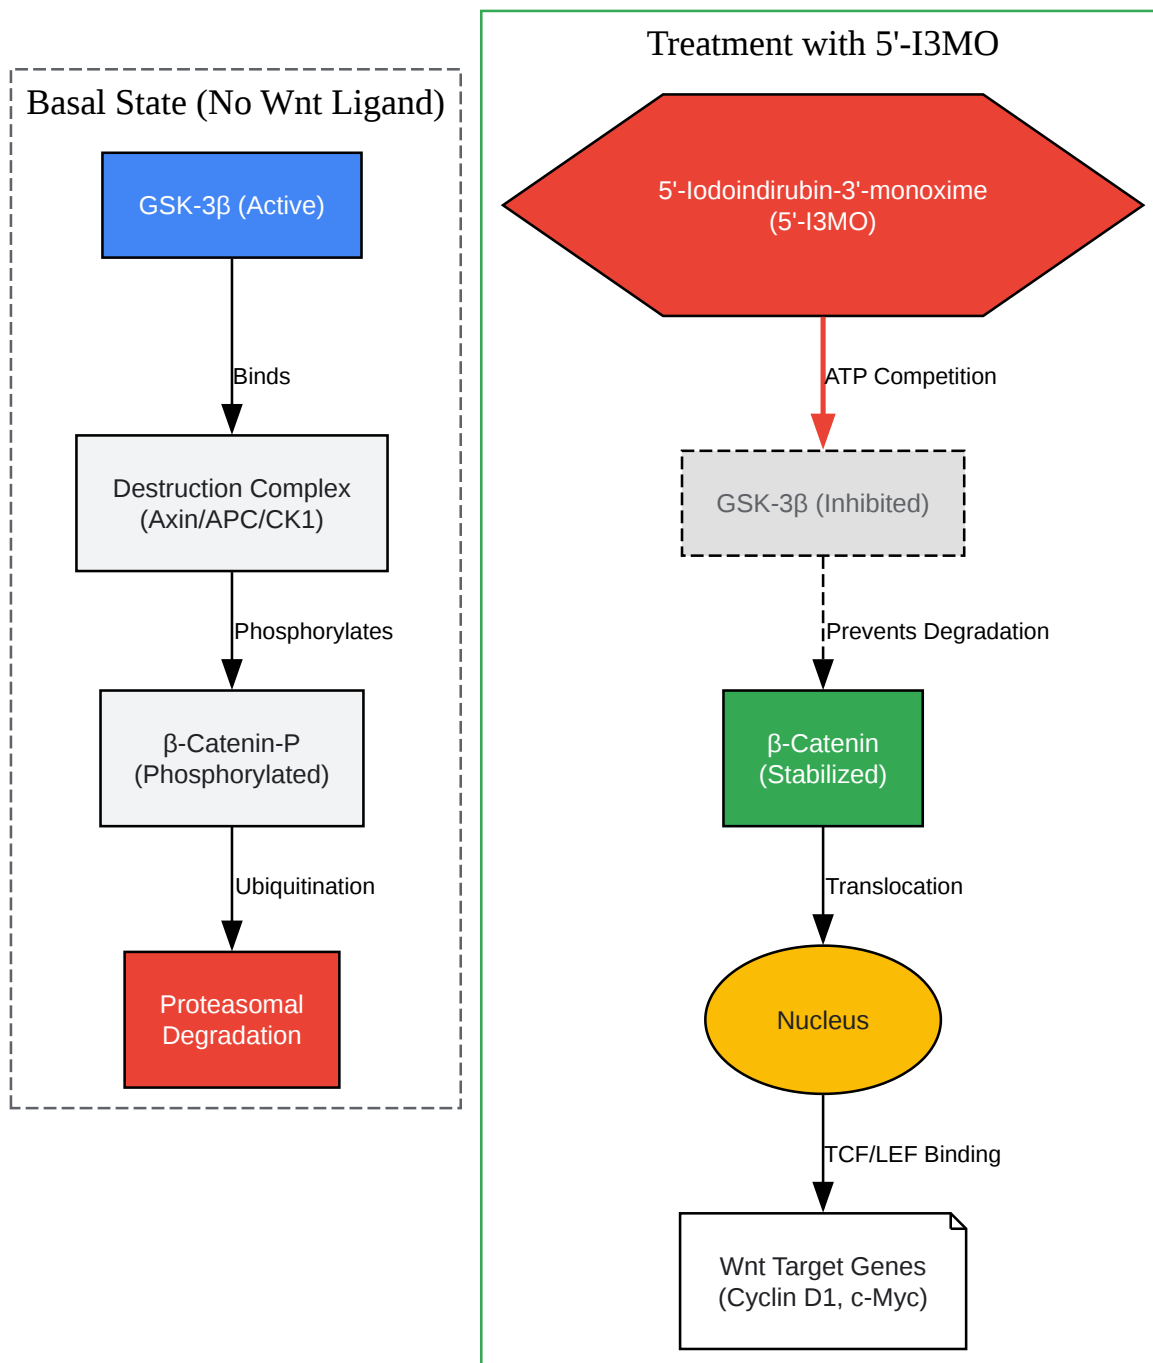 Basal State (No Wnt Ligand)
GSK-3β (Active)
Binds
Destruction Complex
(Axin/APC/CK1)
Phosphorylates
β-Catenin-P
(Phosphorylated)
Ubiquitination
Proteasomal
Degradation
Treatment with 5'-I3MO
5'-Iodoindirubin-3'-monoxime
(5'-I3MO)
ATP Competition
GSK-3β (Inhibited)
Prevents Degradation
β-Catenin
(Stabilized)
Translocation
Nucleus
TCF/LEF Binding
Wnt Target Genes
(Cyclin D1, c-Myc)